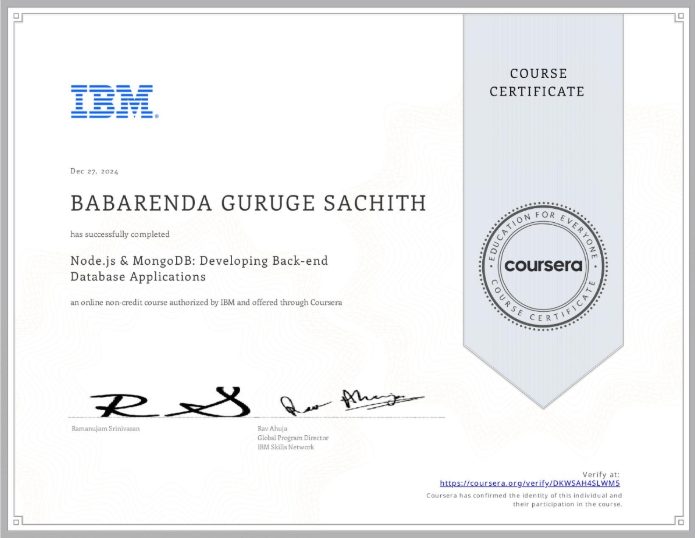 IBM®
COURSE
CERTIFICATE
Dec 27, 2024
BABARENDA GURUGE SACHITH
has successfully completed
Node.js & MongoDB: Developing Back-end
Database Applications
an online non-credit course authorized by IBM and offered through Coursera
EDUCATION FOR EVERYONE
coursera
COURSE CERTIFICATE
Ramanujam Srinivasan
Rav Ahuja
Global Program Director
IBM Skills Network
Verify at:
https://coursera.org/verify/DKWSAH4SLWMS
Coursera has confirmed the identity of this individual and
their participation in the course.